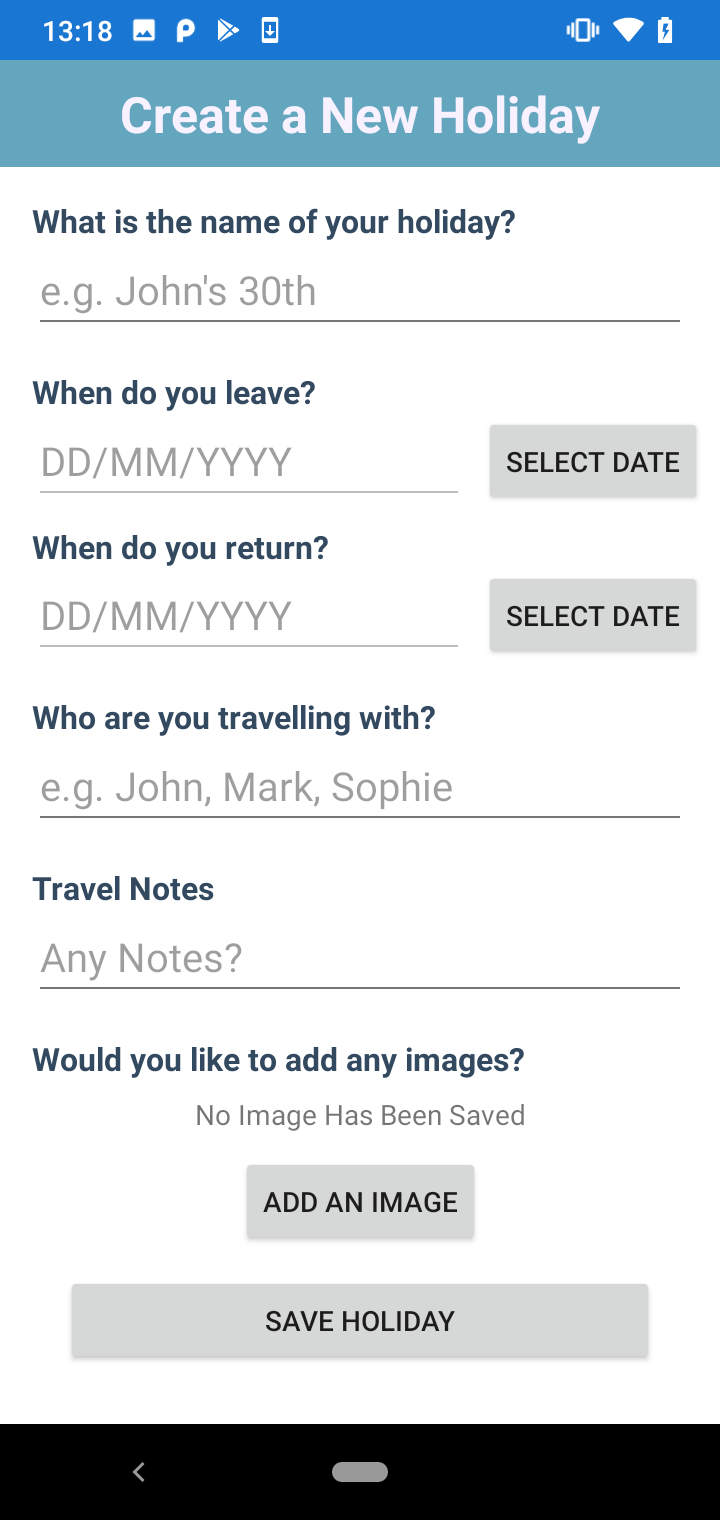 13:18
Create a New Holiday
What is the name of your holiday?
e.g. John's 30th
When do you leave?
DD/MM/YYYY
SELECT DATE
When do you return?
DD/MM/YYYY
SELECT DATE
Who are you travelling with?
e.g. John, Mark, Sophie
Travel Notes
Any Notes?
Would you like to add any images?
No Image Has Been Saved
ADD AN IMAGE
SAVE HOLIDAY